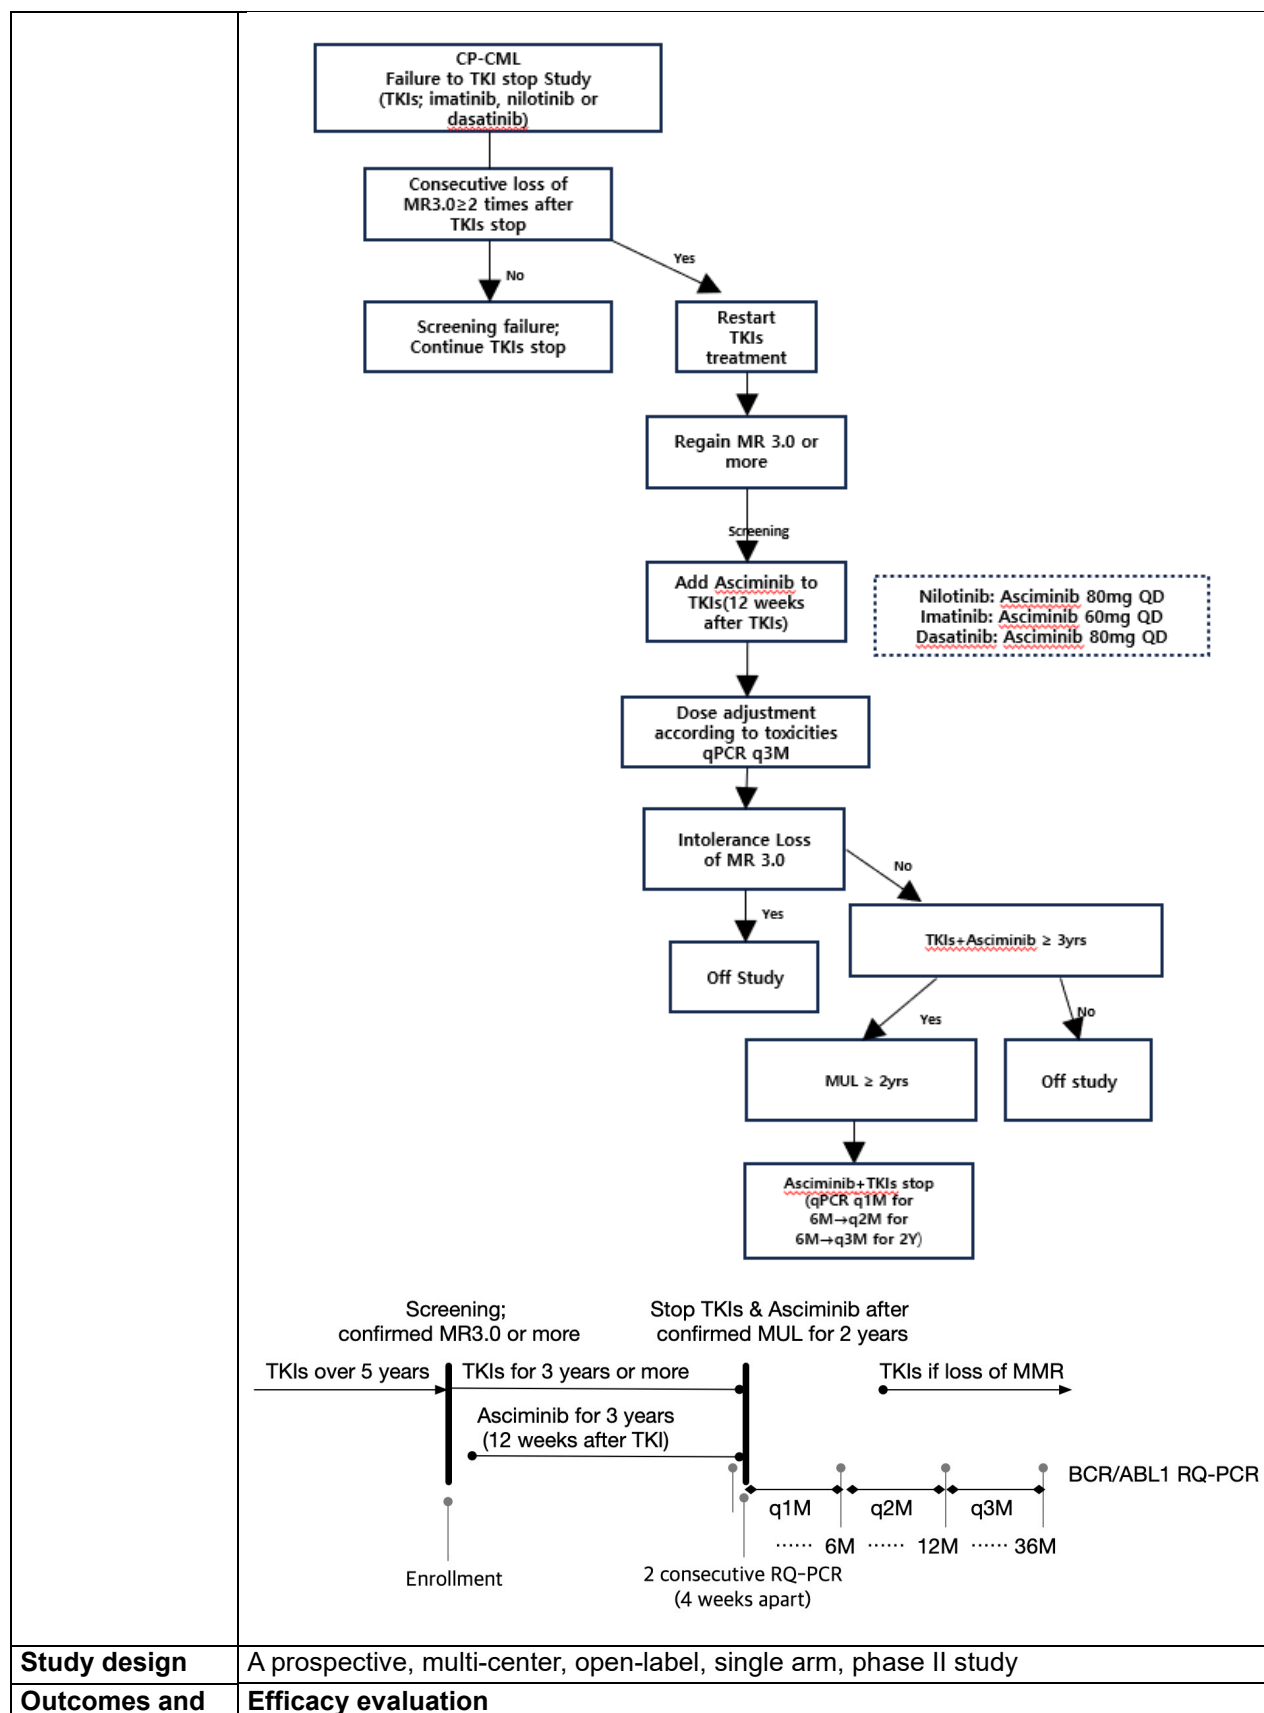 CP-CML
Failure to TKI stop Study
(TKIs; imatinib, nilotinib or
dasatinib)
Consecutive loss of
MR3.0≥2 times after
TKIs stop
No
Yes
Screening failure;
Continue TKIs stop
Restart
TKIs
treatment
Regain MR 3.0 or
more
Screening
Add Asciminib to
TKIs(12 weeks
after TKIs)
Nilotinib: Asciminib 80mg QD
Imatinib: Asciminib 60mg QD
Dasatinib: Asciminib 80mg QD
Dose adjustment
according to toxicities
qPCR q3M
Intolerance Loss
of MR 3.0
No
Yes
Off Study
TKIs+Asciminib ≥ 3yrs
Yes
No
MUL ≥ 2yrs
Off study
Asciminib+TKIs stop
(qPCR q1M for
6M→q2M for
6M→q3M for 2Y)
Screening;
confirmed MR3.0 or more
Stop TKIs & Asciminib after
confirmed MUL for 2 years
TKIs over 5 years
TKIs for 3 years or more
TKIs if loss of MMR
Asciminib for 3 years
(12 weeks after TKI)
BCR/ABL1 RQ-PCR
q1M
q2M
q3M
...... 6M ...... 12M ...... 36M
Enrollment
2 consecutive RQ-PCR
(4 weeks apart)
Study design
A prospective, multi-center, open-label, single arm, phase II study
Outcomes and
Efficacy evaluation